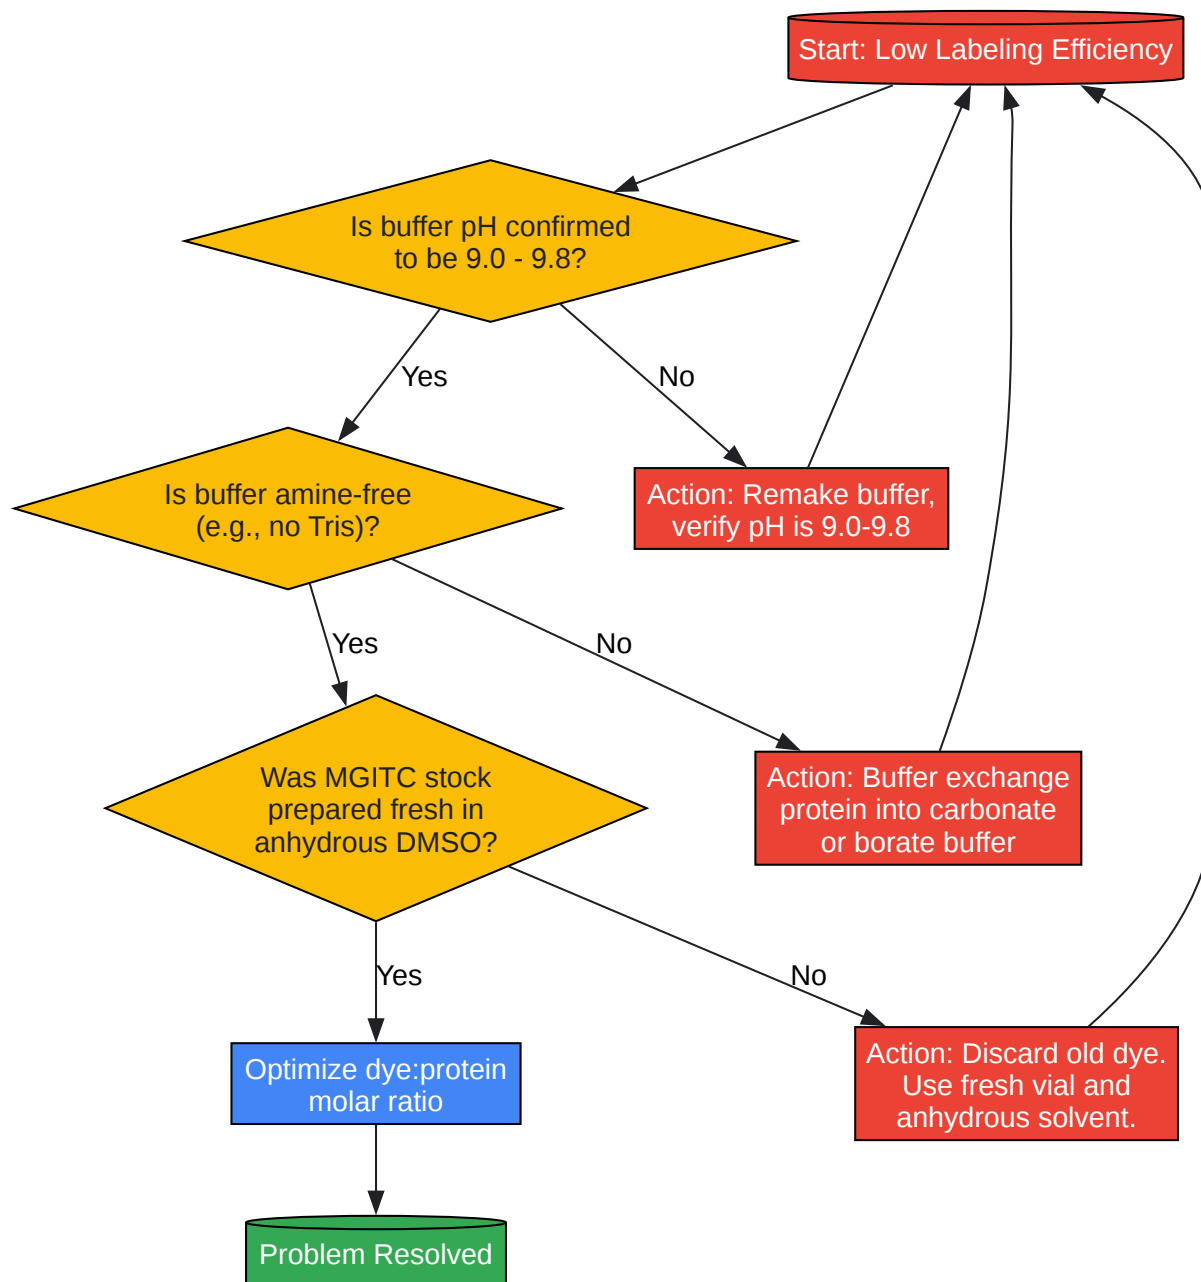 Start: Low Labeling Efficiency
Is buffer pH confirmed
to be 9.0 - 9.8?
Yes
No
Is buffer amine-free
(e.g., no Tris)?
Action: Remake buffer,
verify pH is 9.0-9.8
Yes
No
Was MGITC stock
prepared fresh in
anhydrous DMSO?
Action: Buffer exchange
protein into carbonate
or borate buffer
Yes
No
Optimize dye:protein
molar ratio
Action: Discard old dye.
Use fresh vial and
anhydrous solvent.
Problem Resolved